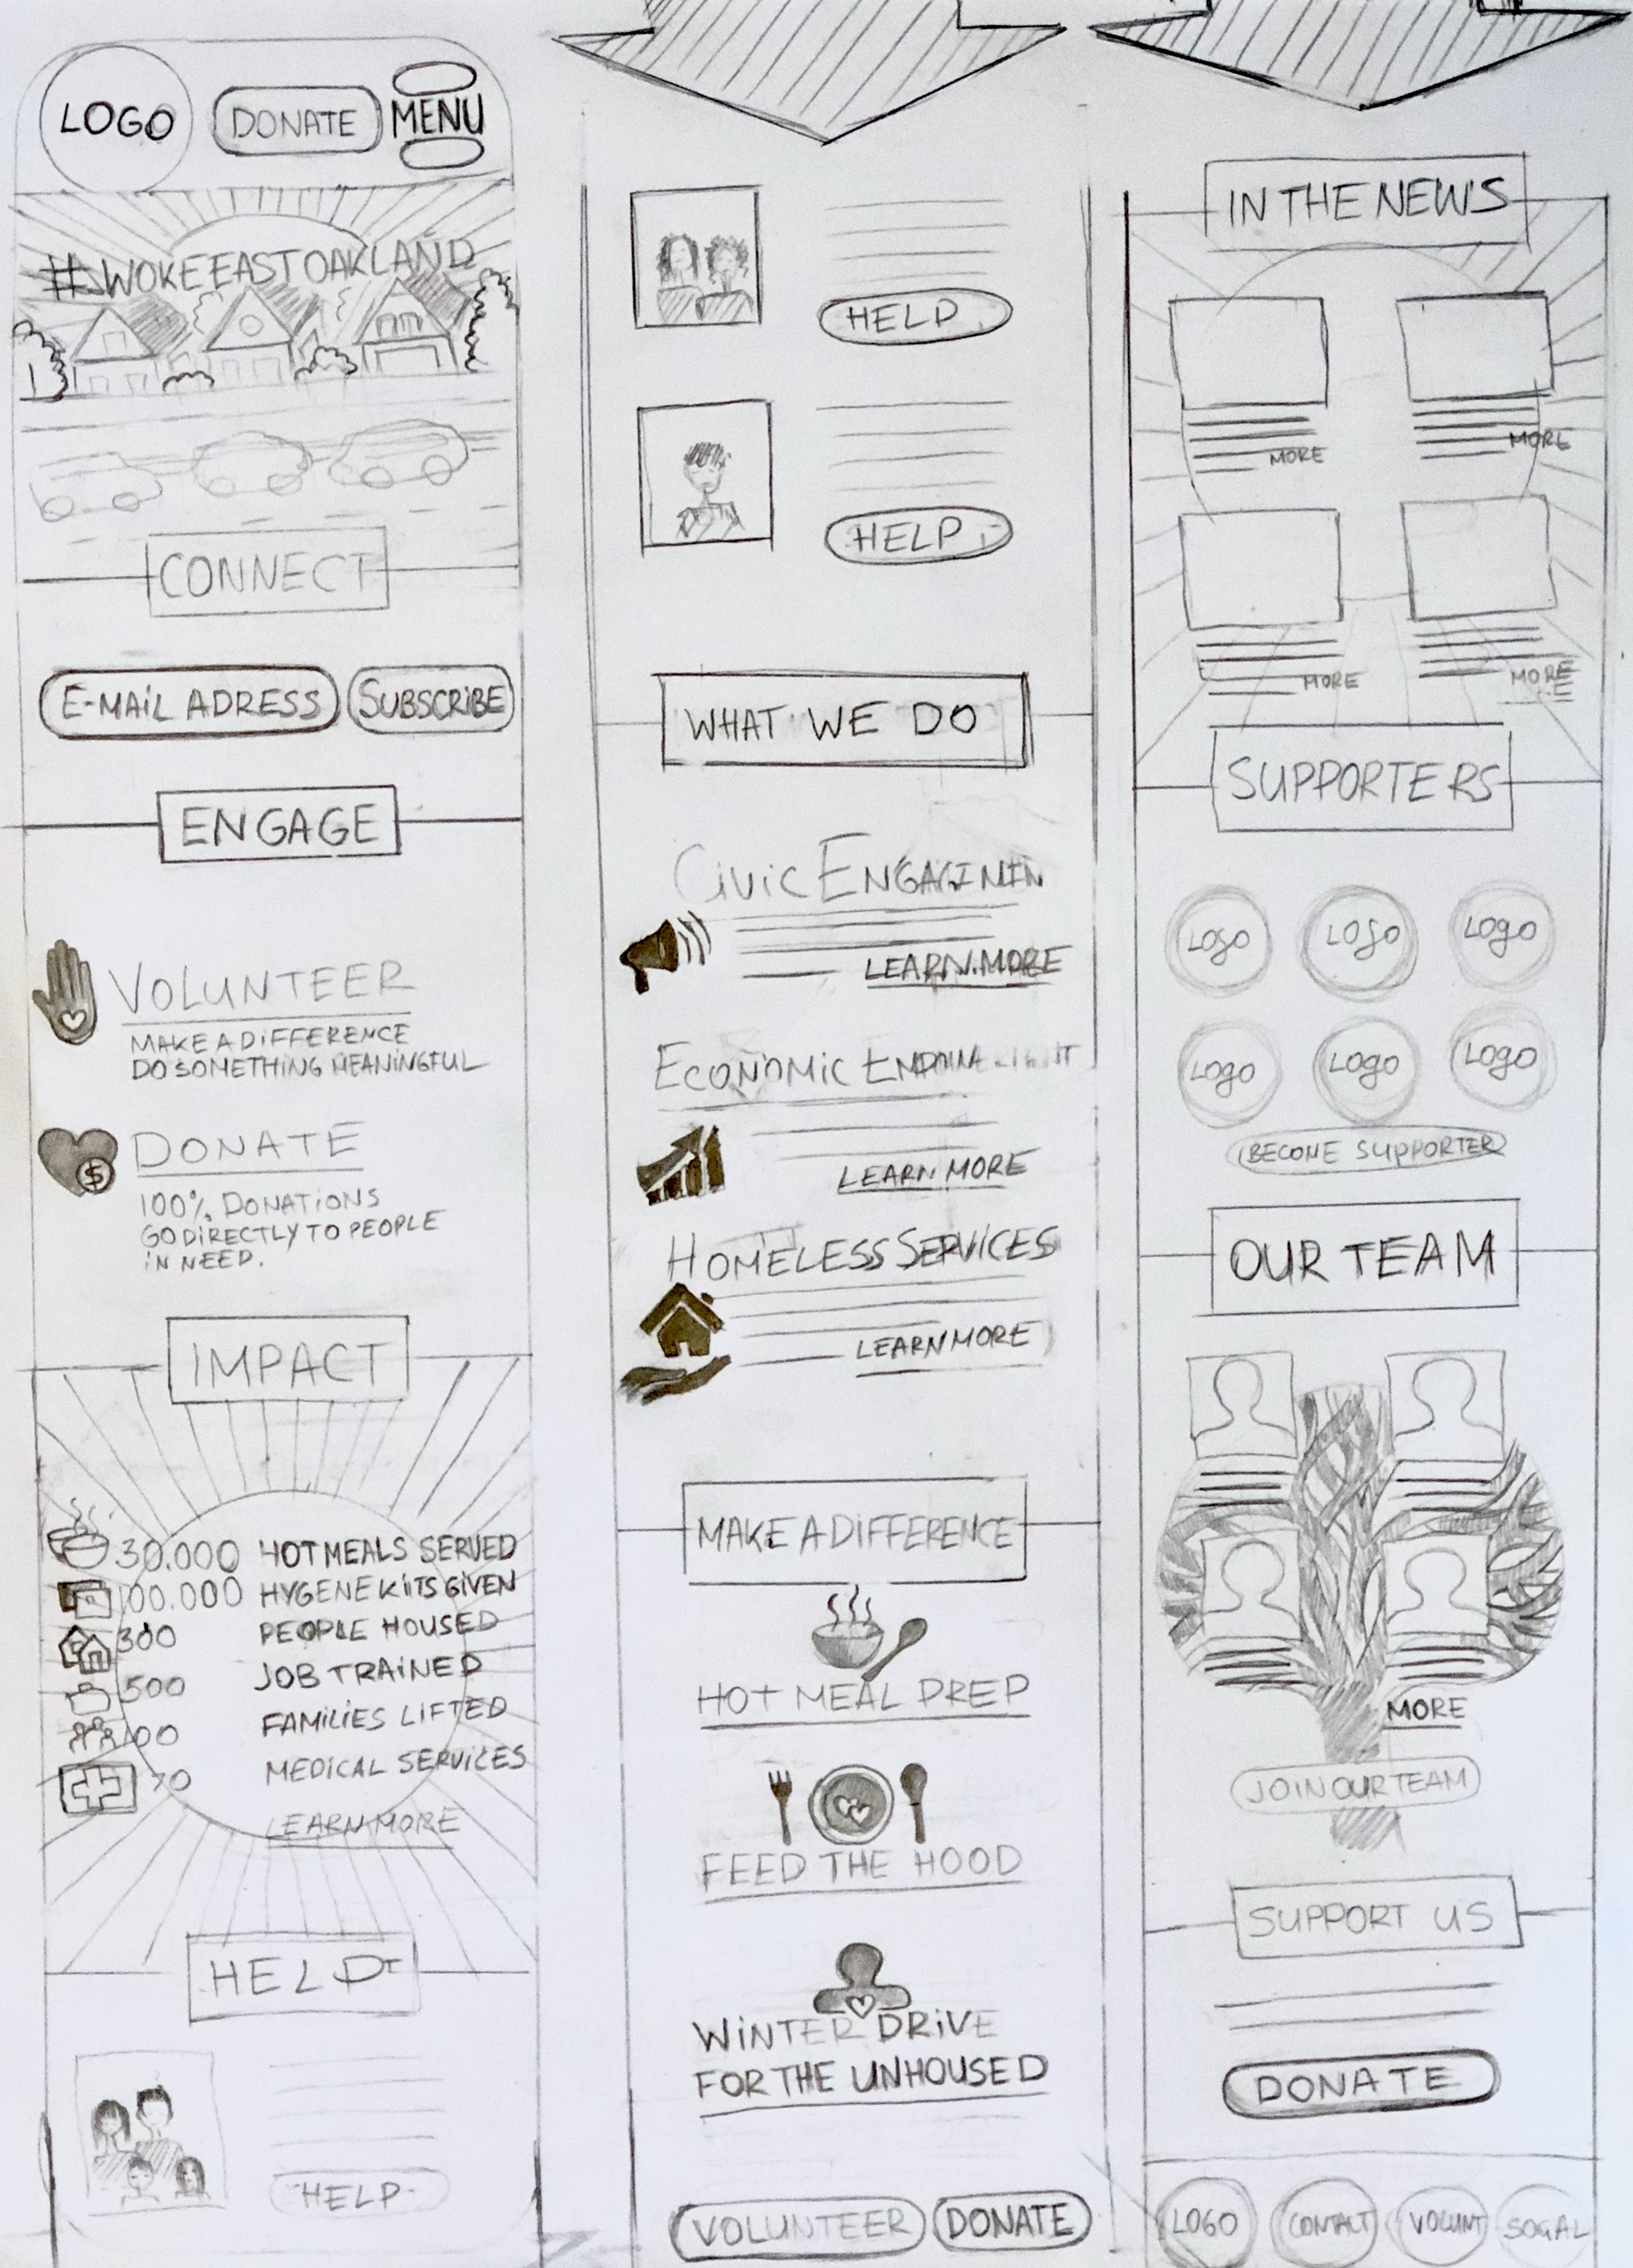 LOGO
DONATE
MENU
#WOKEEASTOAKLAND
CONNECT
E-MAIL ADRESS
SUBSCRIBE
ENGAGE
VOLUNTEER
MAKE A DIFFERENCE
DO SOMETHING MEANINGFUL
DONATE
$
100% DONATIONS
GO DIRECTLY TO PEOPLE
IN NEED.
IMPACT
30.000 HOT MEALS SERVED
100.000 HYGENE KITS GIVEN
300 PEOPLE HOUSED
500 JOB TRAINED
100 FAMILIES LIFTED
70 MEDICAL SERVICES
LEARN MORE
HELP
HELP
HELP
HELP
WHAT WE DO
CIVIC
LEARN MORE
ECONOMIC
LEARN MORE
HOMELESS SERVICES
LEARN MORE
MAKE A DIFFERENCE
HOT MEAL PREP
FEED THE HOOD
WINTER DRIVE
FOR THE UNHOUSED
VOLUNTEER
DONATE
IN THE NEWS
MORE
MORE
MORE
MORE
SUPPORTERS
LOGO
LOGO
LOGO
LOGO
LOGO
LOGO
BECOME SUPPORTER
OUR TEAM
MORE
JOIN OUR TEAM
SUPPORT US
DONATE
LOGO
CONTACT
VOLUNT
SOCIAL